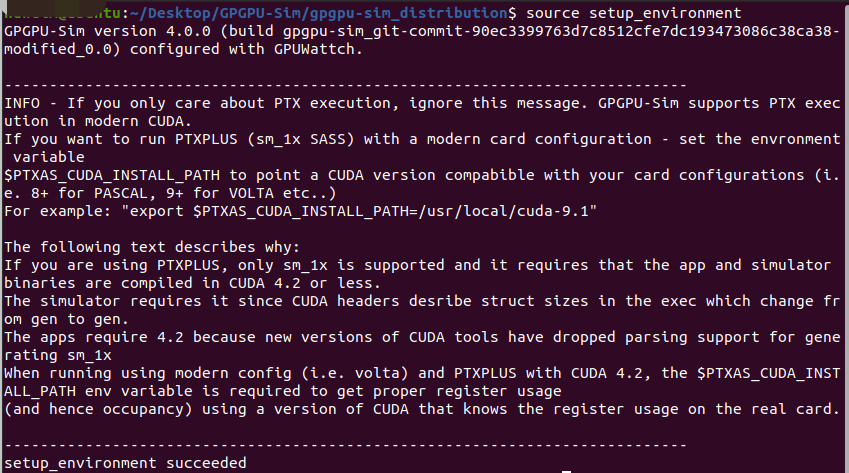 :~/Desktop/GPGPU-Sim/gpgpu-sim_distribution$ source setup_environment
GPGPU-Sim version 4.0.0 (build gpgpu-sim_git-commit-90ec3399763d7c8512cfe7dc193473086c38ca38-
modified_0.0) configured with GPUWattch.
---------------------------------------------------------------------------
INFO - If you only care about PTX execution, ignore this message. GPGPU-Sim supports PTX exec
ution in modern CUDA.
If you want to run PTXPLUS (sm_1x SASS) with a modern card configuration - set the envronment
 variable
$PTXAS_CUDA_INSTALL_PATH to point a CUDA version compabible with your card configurations (i.
e. 8+ for PASCAL, 9+ for VOLTA etc..)
For example: "export $PTXAS_CUDA_INSTALL_PATH=/usr/local/cuda-9.1"
The following text describes why:
If you are using PTXPLUS, only sm_1x is supported and it requires that the app and simulator
binaries are compiled in CUDA 4.2 or less.
The simulator requires it since CUDA headers desribe struct sizes in the exec which change fr
om gen to gen.
The apps require 4.2 because new versions of CUDA tools have dropped parsing support for gene
rating sm_1x
When running using modern config (i.e. volta) and PTXPLUS with CUDA 4.2, the $PTXAS_CUDA_INST
ALL_PATH env variable is required to get proper register usage
(and hence occupancy) using a version of CUDA that knows the register usage on the real card.
---------------------------------------------------------------------------
setup_environment succeeded